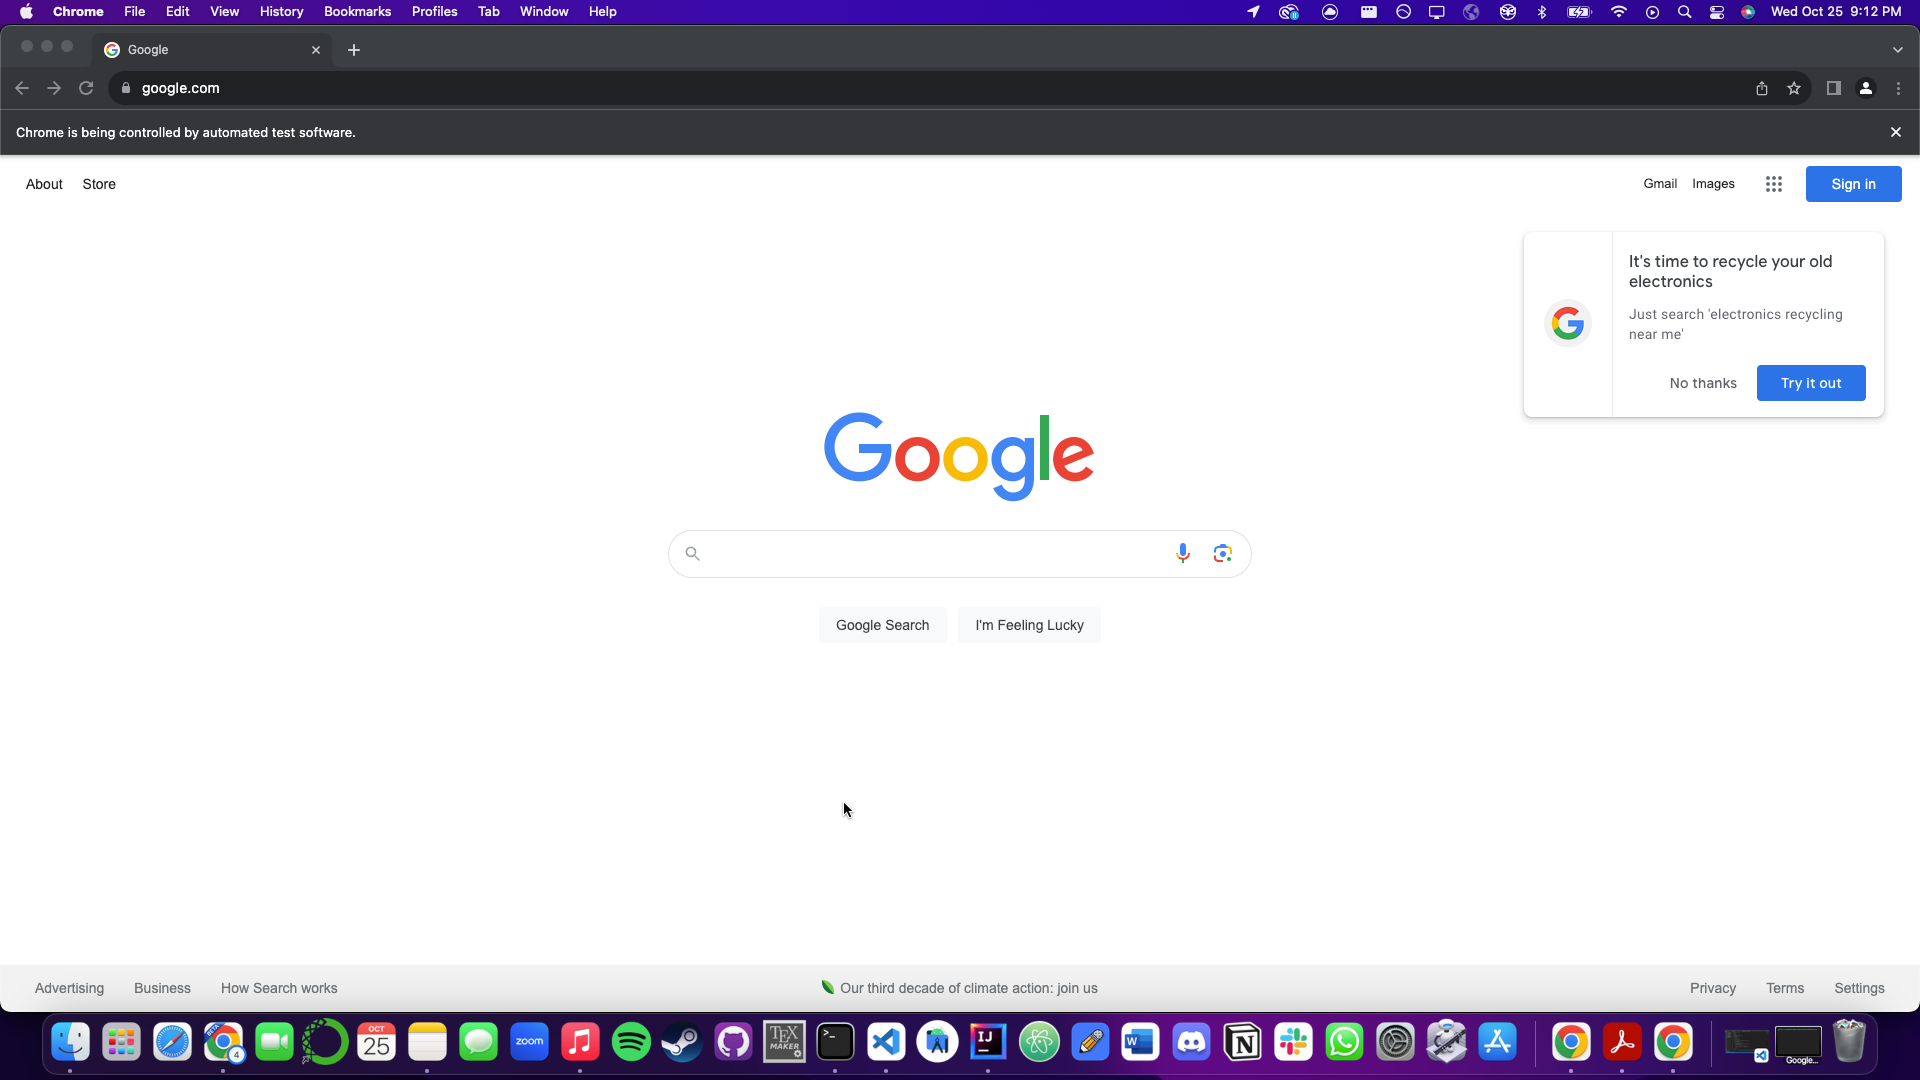 Chrome File Edit View History Bookmarks Profiles Tab Window Help Wed Oct 25 9:12 PM
Google
google.com
Chrome is being controlled by automated test software.
About Store Gmail Images Sign in
It's time to recycle your old
electronics
Just search 'electronics recycling
near me'
No thanks Try it out
Google
Google Search I'm Feeling Lucky
Advertising Business How Search works Our third decade of climate action: join us Privacy Terms Settings
BETA 4 OCT 25 zoom TEX MAKER >_ IJ W N Google...